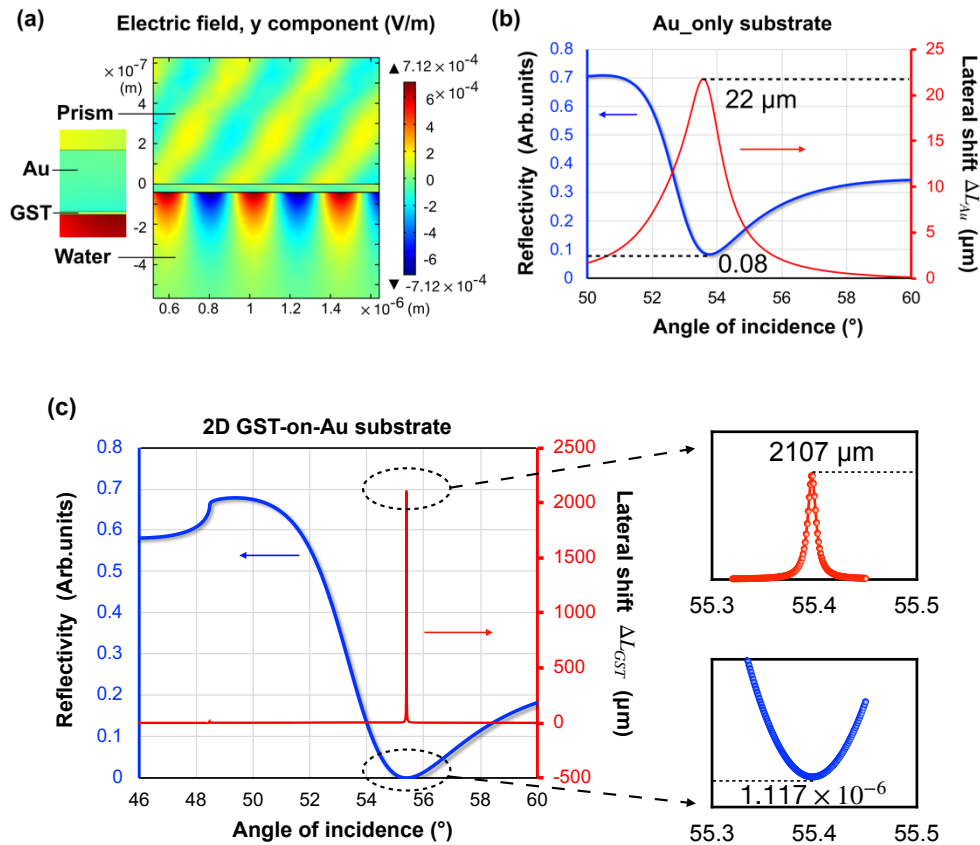 (a)
Electric field, y component (V/m)
× 10⁻⁷
(m)
4
2
0
-2
-4
Prism
Au
GST
Water
0.6
0.8
1
1.2
1.4
× 10⁻⁶ (m)
▲ 7.12 × 10⁻⁴
6 × 10⁻⁴
4
2
0
-2
-4
-6
▼ -7.12 × 10⁻⁴
(b)
Au_only substrate
Reflectivity (Arb.units)
0.8
0.7
0.6
0.5
0.4
0.3
0.2
0.1
0
22 µm
0.08
25
20
15
10
5
0
Lateral shift ΔL_Au
(µm)
50
52
54
56
58
60
Angle of incidence (°)
(c)
2D GST-on-Au substrate
Reflectivity (Arb.units)
0.8
0.7
0.6
0.5
0.4
0.3
0.2
0.1
0
2500
2000
1500
1000
500
0
-500
Lateral shift ΔL_GST (µm)
46
48
50
52
54
56
58
60
Angle of incidence (°)
2107 µm
55.3
55.4
55.5
1.117 × 10⁻⁶
55.3
55.4
55.5